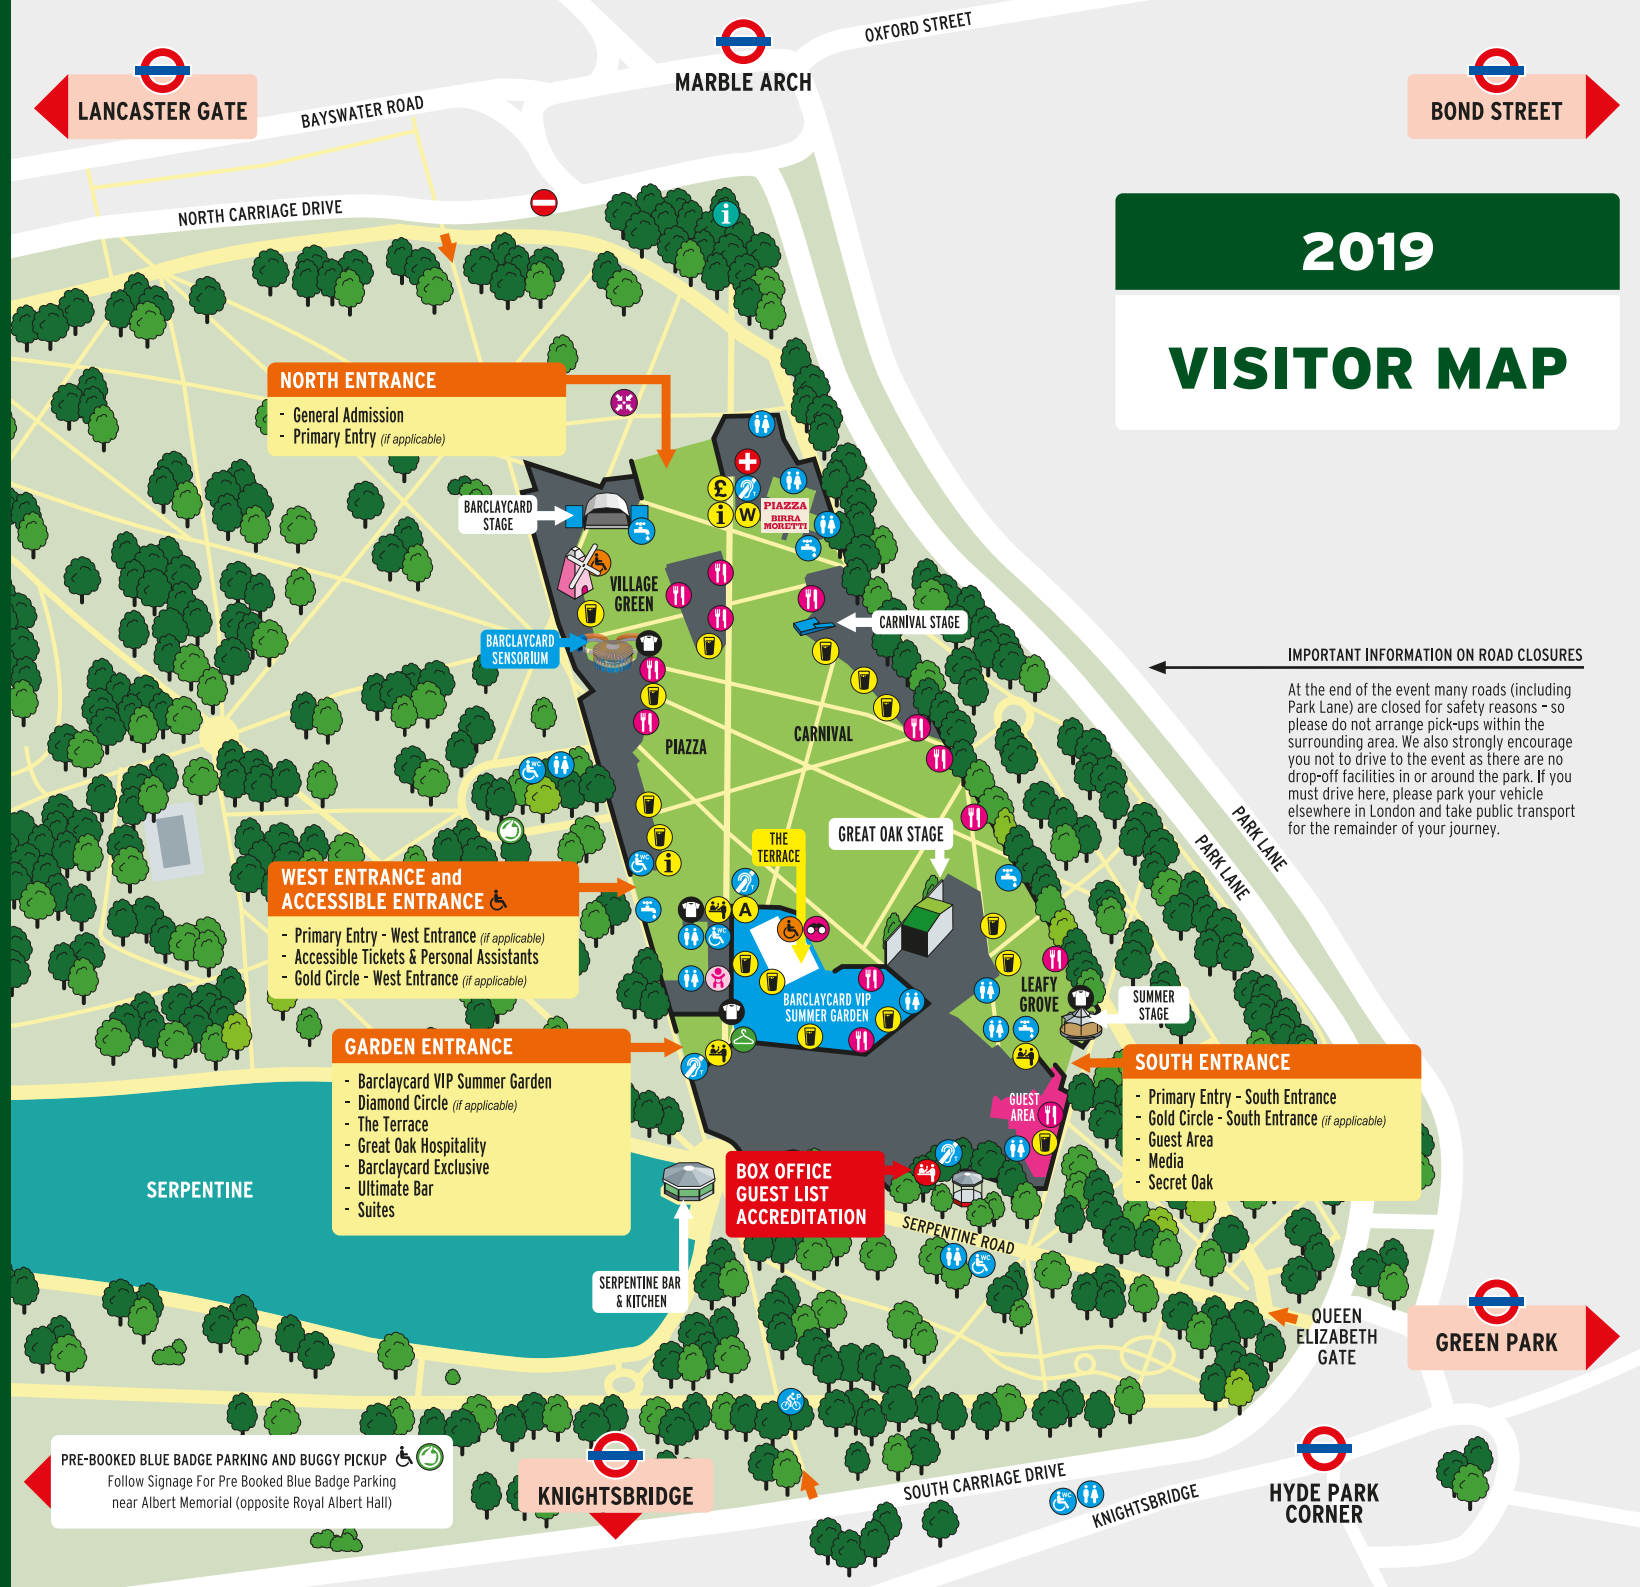 OXFORD STREET
MARBLE ARCH
LANCASTER GATE
BAYSWATER ROAD
BOND STREET
NORTH CARRIAGE DRIVE
2019
VISITOR MAP
NORTH ENTRANCE
- General Admission
- Primary Entry (if applicable)
BARCLAYCARD
STAGE
£
i
W
T
PIAZZA
BIRRA
MORETTI
VILLAGE
GREEN
BARCLAYCARD
SENSORIUM
CARNIVAL STAGE
PIAZZA
CARNIVAL
IMPORTANT INFORMATION ON ROAD CLOSURES
At the end of the event many roads (including
Park Lane) are closed for safety reasons - so
please do not arrange pick-ups within the
surrounding area. We also strongly encourage
you not to drive to the event as there are no
drop-off facilities in or around the park. If you
must drive here, please park your vehicle
elsewhere in London and take public transport
for the remainder of your journey.
PARK LANE
PARK LANE
WC
WC
i
THE
TERRACE
GREAT OAK STAGE
WEST ENTRANCE and
ACCESSIBLE ENTRANCE
- Primary Entry - West Entrance (if applicable)
- Accessible Tickets & Personal Assistants
- Gold Circle - West Entrance (if applicable)
T
A
WC
BARCLAYCARD VIP
SUMMER GARDEN
LEAFY
GROVE
SUMMER
STAGE
GARDEN ENTRANCE
- Barclaycard VIP Summer Garden
- Diamond Circle (if applicable)
- The Terrace
- Great Oak Hospitality
- Barclaycard Exclusive
- Ultimate Bar
- Suites
T
SOUTH ENTRANCE
- Primary Entry - South Entrance
- Gold Circle - South Entrance (if applicable)
- Guest Area
- Media
- Secret Oak
GUEST
AREA
T
BOX OFFICE
GUEST LIST
ACCREDITATION
SERPENTINE
SERPENTINE ROAD
WC
SERPENTINE BAR
& KITCHEN
QUEEN
ELIZABETH
GATE
GREEN PARK
P
PRE-BOOKED BLUE BADGE PARKING AND BUGGY PICKUP
Follow Signage For Pre Booked Blue Badge Parking
near Albert Memorial (opposite Royal Albert Hall)
KNIGHTSBRIDGE
SOUTH CARRIAGE DRIVE
WC
KNIGHTSBRIDGE
HYDE PARK
CORNER
i